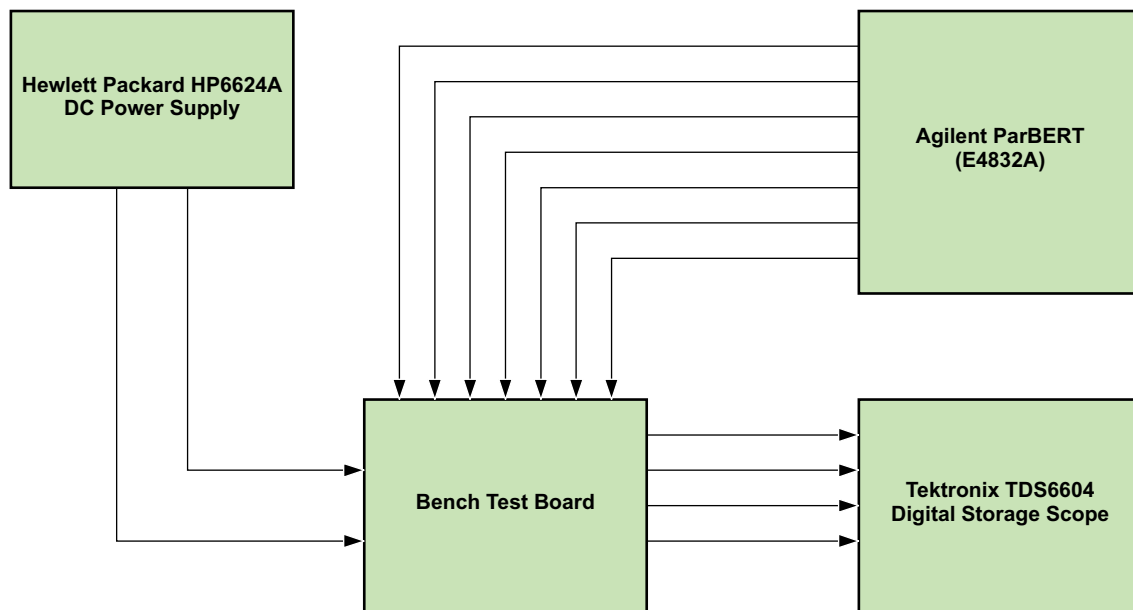 Hewlett Packard HP6624A
DC Power Supply
Agilent ParBERT
(E4832A)
Bench Test Board
Tektronix TDS6604
Digital Storage Scope